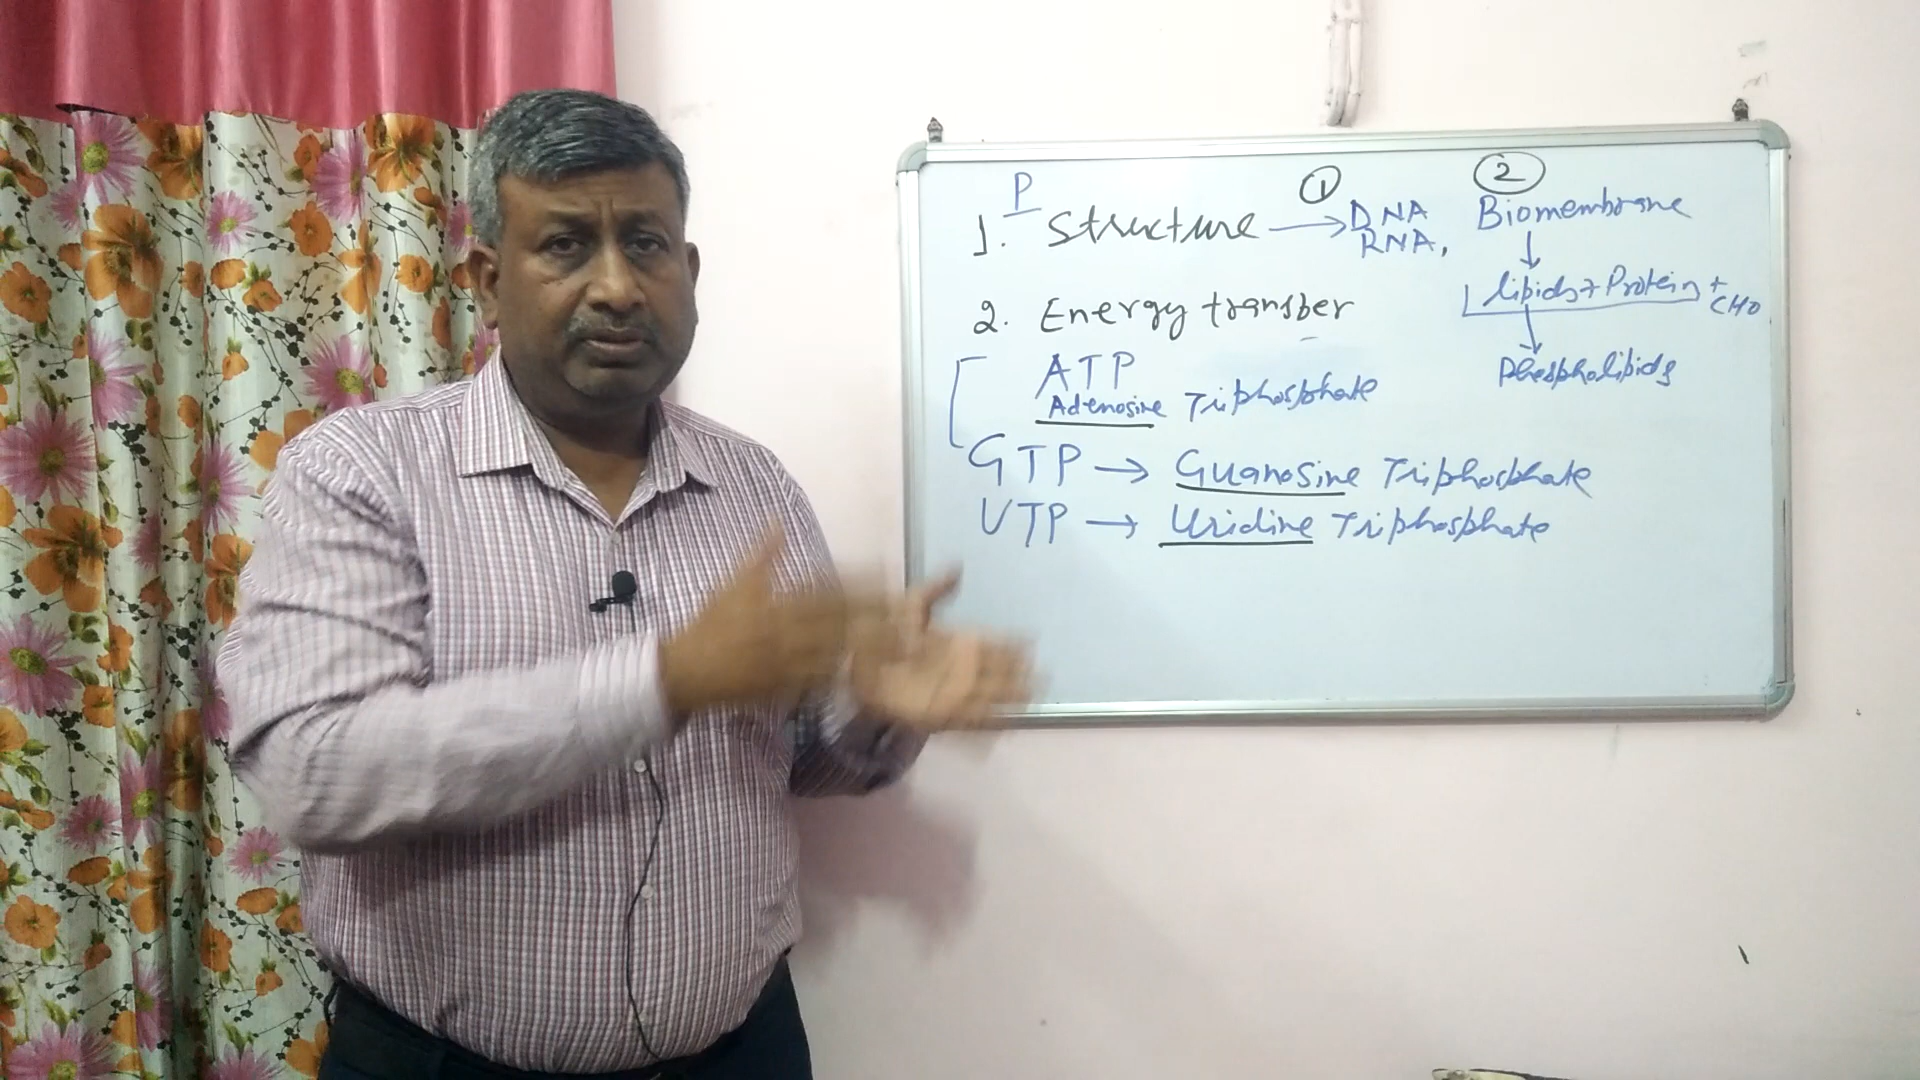 P
1. Structure → DNA RNA,
① ②
Biomembrane
↓
lipids + Protein + CHO
↓
Phospholipids
2. Energy transfer
ATP
Adenosine Triphosphate
GTP → Guanosine Triphosphate
UTP → Uridine Triphosphate